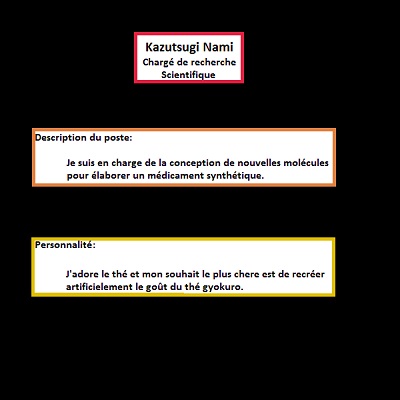 Kazutsugi Nami
Chargé de recherche
Scientifique
Description du poste:
Je suis en charge de la conception de nouvelles molécules
pour élaborer un médicament synthétique.
Personnalité:
J'adore le thé et mon souhait le plus chere est de recréer
artificielement le goût du thé gyokuro.